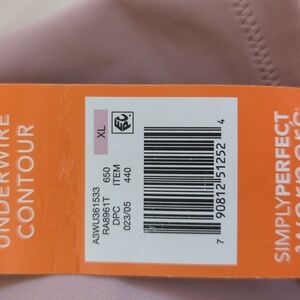 UNDERWIRE
CONTOUR
XL
A3WU361533
RA8961T 650
DPC ITEM
023/05 440
7 90812 51252 4
SIMPLYPERFECT